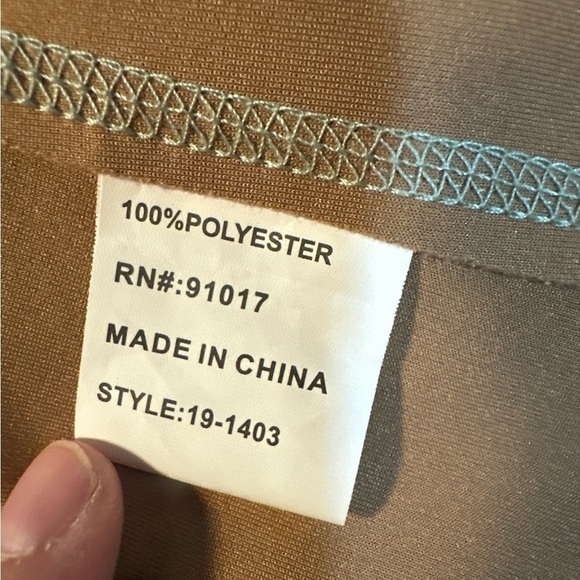 100%POLYESTER
RN#:91017
MADE IN CHINA
STYLE:19-1403